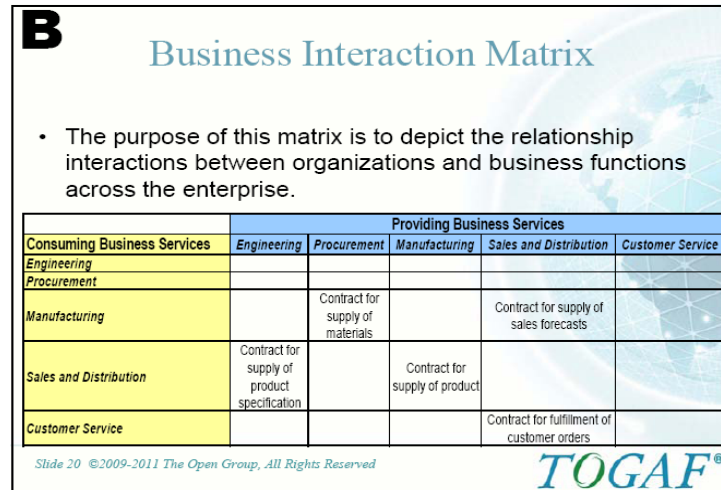 B
Business Interaction Matrix
• The purpose of this matrix is to depict the relationship
interactions between organizations and business functions
across the enterprise.
Providing Business Services
Consuming Business Services Engineering Procurement Manufacturing Sales and Distribution Customer Service
Engineering
Procurement
Manufacturing
Contract for
supply of
materials
Contract for supply of
sales forecasts
Sales and Distribution
Contract for
supply of
product
specification
Contract for
supply of product
Customer Service
Contract for fulfillment of
customer orders
Slide 20 ©2009-2011 The Open Group, All Rights Reserved
TOGAF®